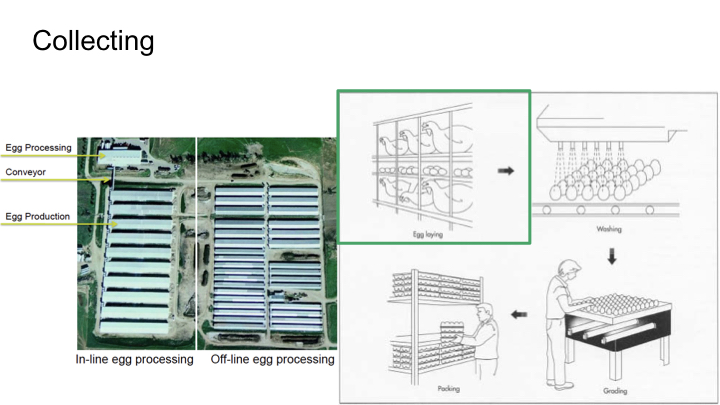 Collecting
Egg Processing
Conveyor
Egg Production
In-line egg processing
Off-line egg processing
Egg laying
Washing
Packing
Grading